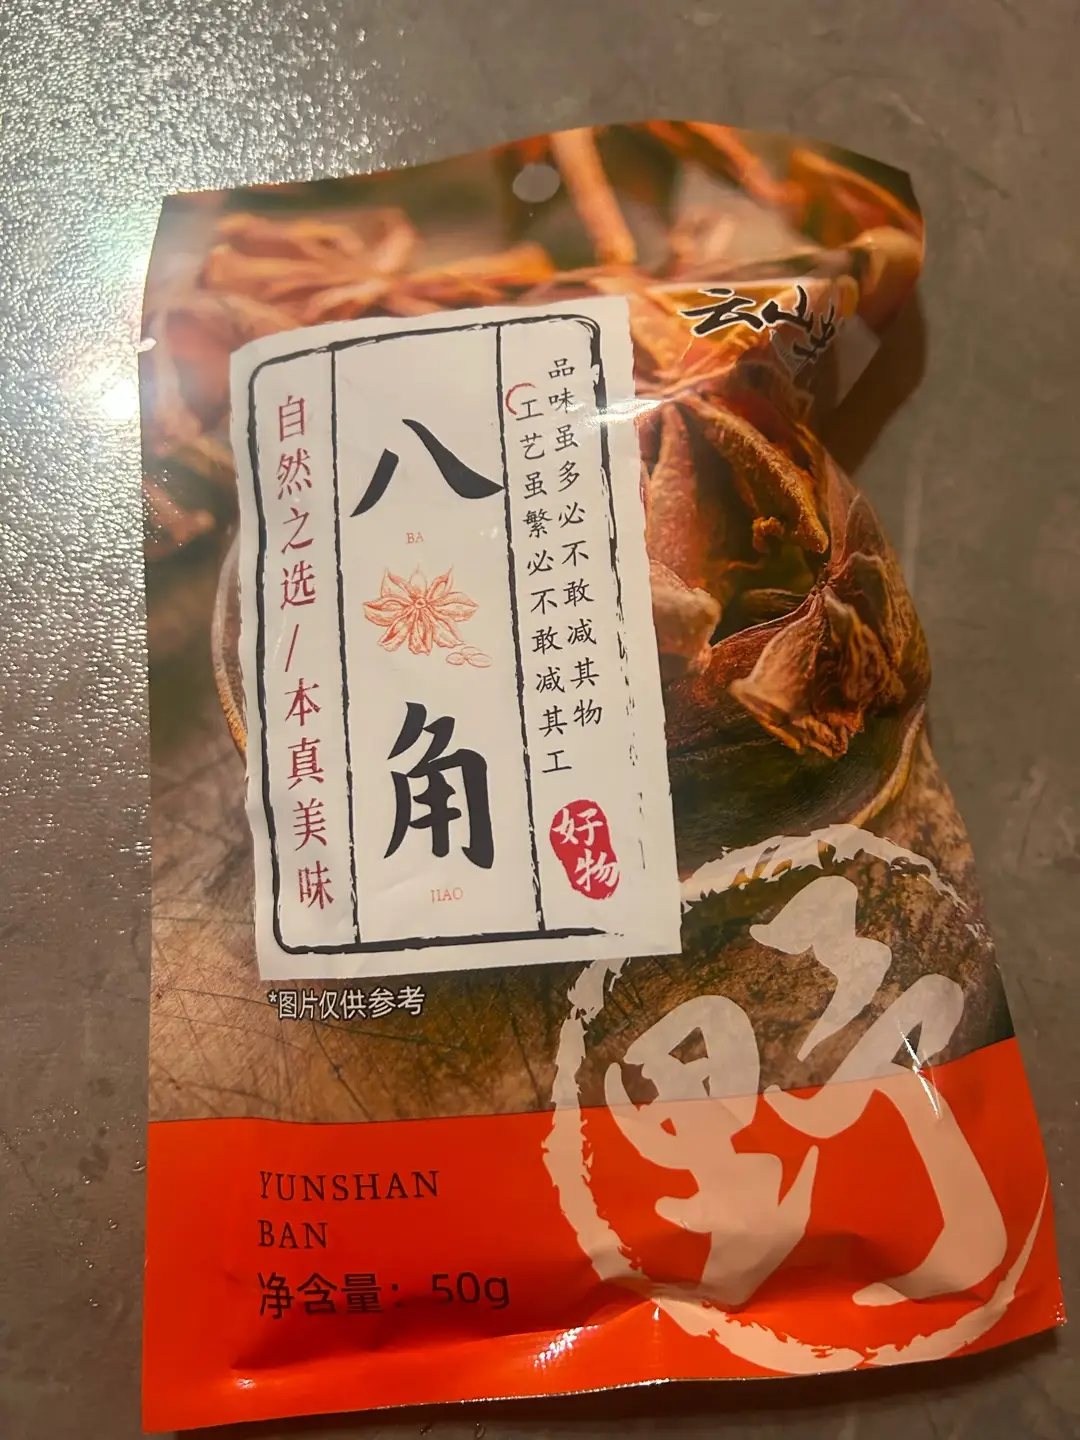 云山半
品味虽多必不敢减其物
工艺虽繁必不敢减其工
好物
八
BA
角
JIAO
自然之选/本真美味
*图片仅供参考
野
YUNSHAN
BAN
净含量：50g